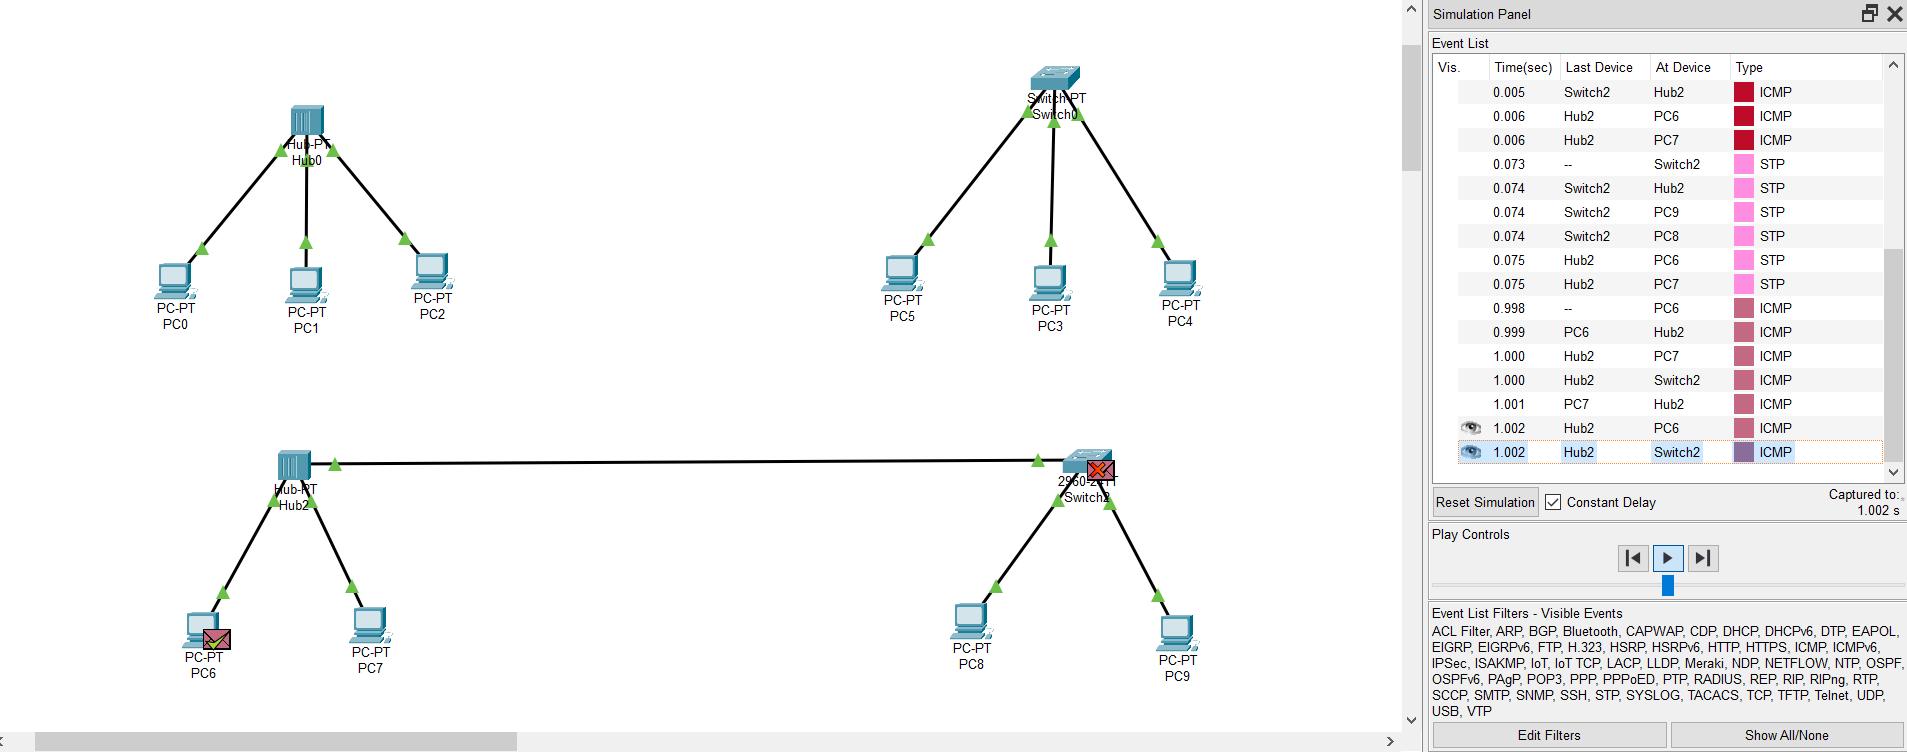 Hub-PT
Hub0
PC-PT
PC0
PC-PT
PC1
PC-PT
PC2
Switch-PT
Switch0
PC-PT
PC5
PC-PT
PC3
PC-PT
PC4
Hub-PT
Hub2
PC-PT
PC6
PC-PT
PC7
2960-24TT
Switch2
PC-PT
PC8
PC-PT
PC9
Simulation Panel
Event List
Vis. Time(sec) Last Device At Device Type
0.005 Switch2 Hub2 ICMP
0.006 Hub2 PC6 ICMP
0.006 Hub2 PC7 ICMP
0.073 -- Switch2 STP
0.074 Switch2 Hub2 STP
0.074 Switch2 PC9 STP
0.074 Switch2 PC8 STP
0.075 Hub2 PC6 STP
0.075 Hub2 PC7 STP
0.998 -- PC6 ICMP
0.999 PC6 Hub2 ICMP
1.000 Hub2 PC7 ICMP
1.000 Hub2 Switch2 ICMP
1.001 PC7 Hub2 ICMP
1.002 Hub2 PC6 ICMP
1.002 Hub2 Switch2 ICMP
Reset Simulation Constant Delay
Captured to:
1.002 s
Play Controls
Event List Filters - Visible Events
ACL Filter, ARP, BGP, Bluetooth, CAPWAP, CDP, DHCP, DHCPv6, DTP, EAPOL,
EIGRP, EIGRPv6, FTP, H.323, HSRP, HSRPv6, HTTP, HTTPS, ICMP, ICMPv6,
IPSec, ISAKMP, IoT, IoT TCP, LACP, LLDP, Meraki, NDP, NETFLOW, NTP, OSPF,
OSPFv6, PAgP, POP3, PPP, PPPoED, PTP, RADIUS, REP, RIP, RIPng, RTP,
SCCP, SMTP, SNMP, SSH, STP, SYSLOG, TACACS, TCP, TFTP, Telnet, UDP,
USB, VTP
Edit Filters Show All/None